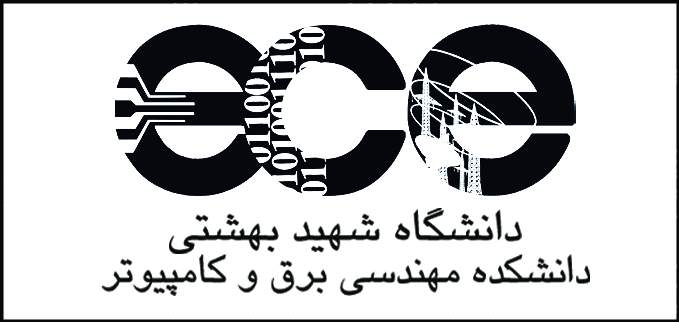 ece
دانشگاه شهید بهشتی
دانشکده مهندسی برق و کامپیوتر